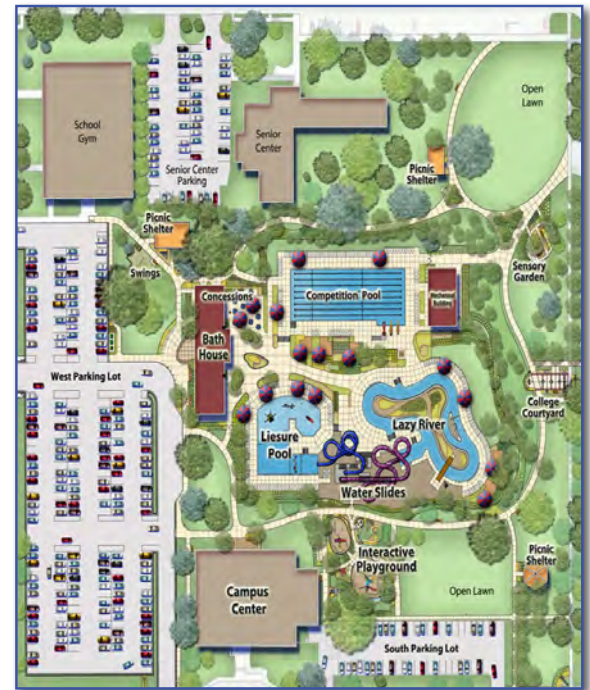 Open
Lawn
School
Gym
Senior
Center
Senior Center
Parking
Picnic
Shelter
Picnic
Shelter
Swings
Sensory
Garden
Concessions
Competition Pool
Mechanical
Building
Bath
House
West Parking Lot
College
Courtyard
Liesure
Pool
Lazy River
Water Slides
Interactive
Playground
Picnic
Shelter
Campus
Center
Open Lawn
South Parking Lot